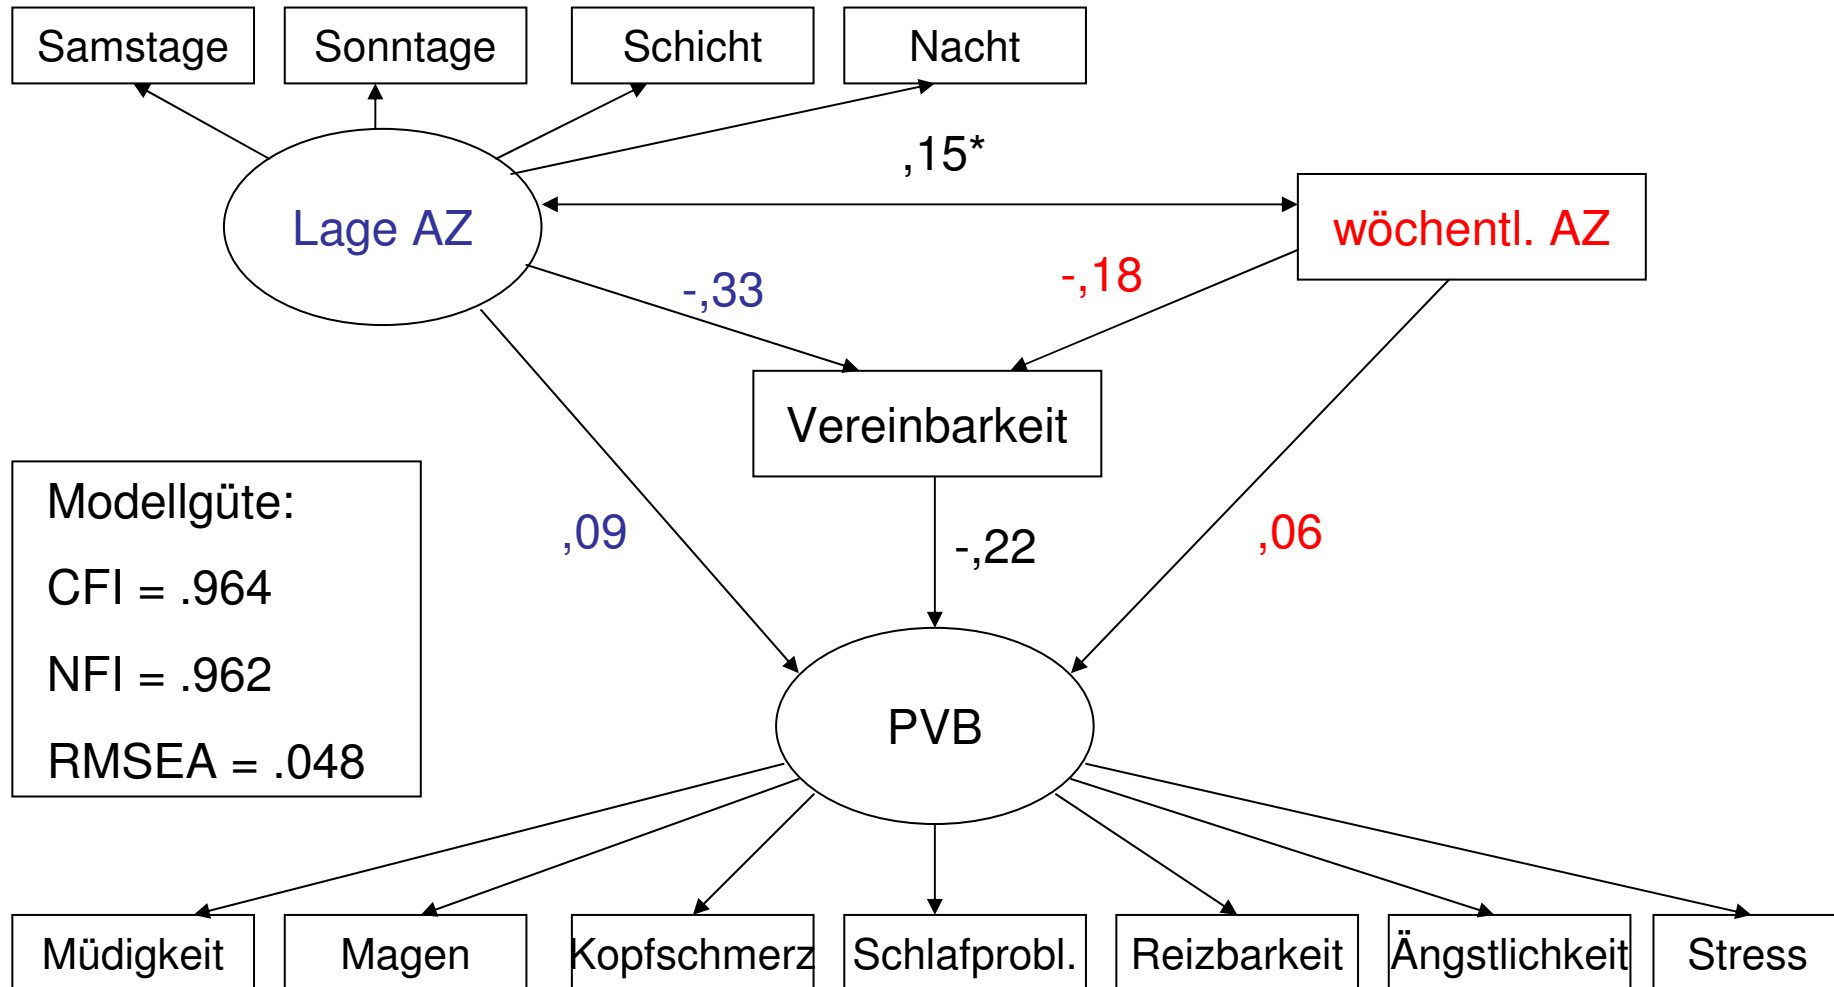 Samstage
Sonntage
Schicht
Nacht
,15*
Lage AZ
wöchentl. AZ
-,33
-,18
Vereinbarkeit
Modellgüte:
CFI = .964
NFI = .962
RMSEA = .048
,09
-,22
,06
PVB
Müdigkeit
Magen
Kopfschmerz
Schlafprobl.
Reizbarkeit
Ängstlichkeit
Stress